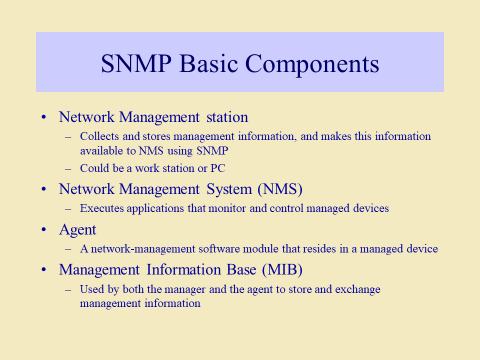 SNMP Basic Components
• Network Management station
– Collects and stores management information, and makes this information
available to NMS using SNMP
– Could be a work station or PC
• Network Management System (NMS)
– Executes applications that monitor and control managed devices
• Agent
– A network-management software module that resides in a managed device
• Management Information Base (MIB)
– Used by both the manager and the agent to store and exchange
management information